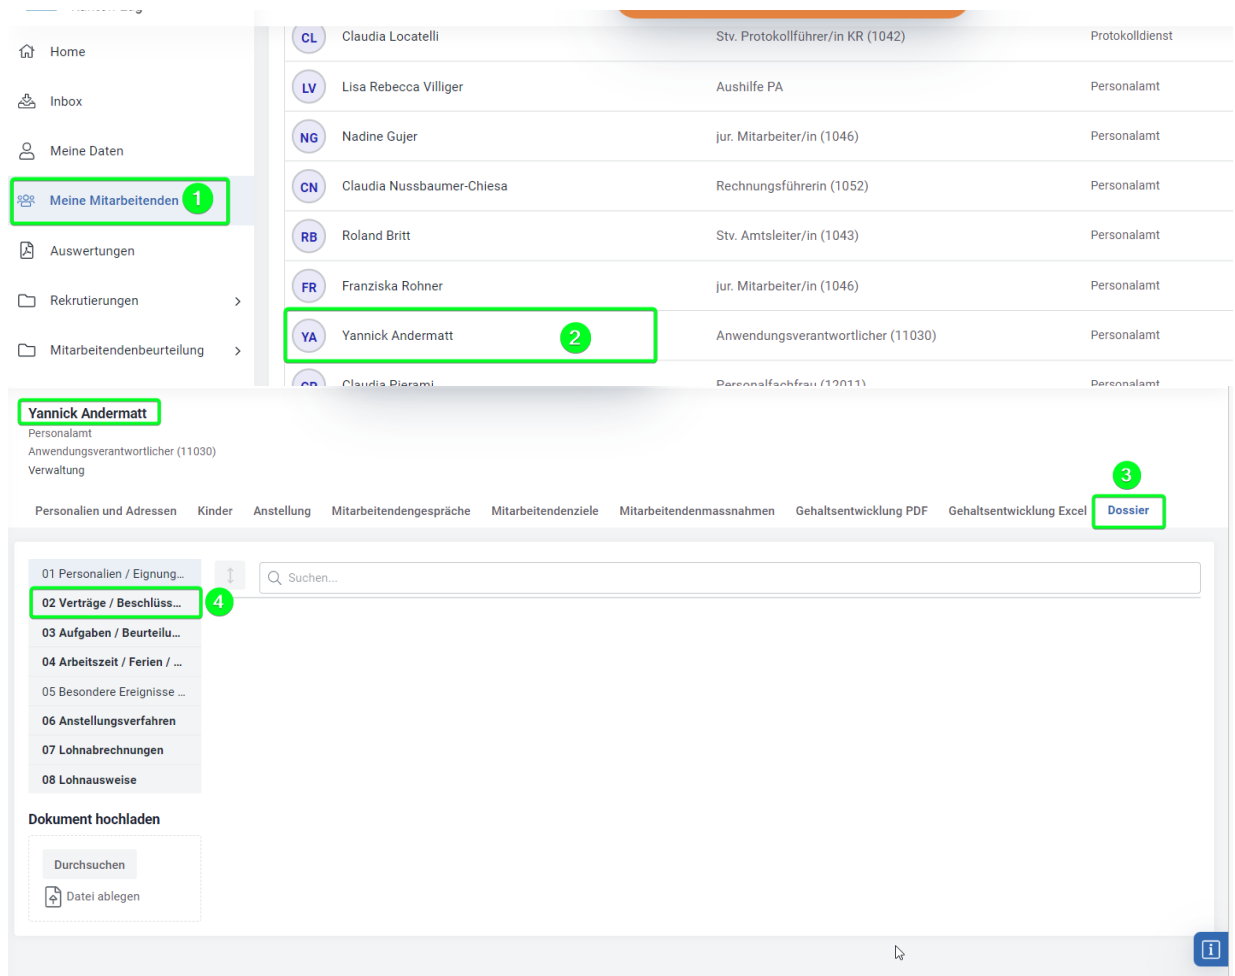 Home
Inbox
Meine Daten
Meine Mitarbeitenden 1
Auswertungen
Rekrutierungen
Mitarbeitendenbeurteilung
CL Claudia Locatelli Stv. Protokollführer/in KR (1042) Protokolldienst
LV Lisa Rebecca Villiger Aushilfe PA Personalamt
NG Nadine Gujer jur. Mitarbeiter/in (1046) Personalamt
CN Claudia Nussbaumer-Chiesa Rechnungsführerin (1052) Personalamt
RB Roland Britt Stv. Amtsleiter/in (1043) Personalamt
FR Franziska Rohner jur. Mitarbeiter/in (1046) Personalamt
YA Yannick Andermatt 2 Anwendungsverantwortlicher (11030) Personalamt
Claudia Pierami Personalfachfrau (12011) Personalamt
Yannick Andermatt
Personalamt
Anwendungsverantwortlicher (11030)
Verwaltung
3
Personalien und Adressen Kinder Anstellung Mitarbeitendengespräche Mitarbeitendenziele Mitarbeitendenmassnahmen Gehaltsentwicklung PDF Gehaltsentwicklung Excel Dossier
01 Personalien / Eignung...
Suchen...
02 Verträge / Beschlüss... 4
03 Aufgaben / Beurteilu...
04 Arbeitszeit / Ferien / ...
05 Besondere Ereignisse ...
06 Anstellungsverfahren
07 Lohnabrechnungen
08 Lohnausweise
Dokument hochladen
Durchsuchen
Datei ablegen